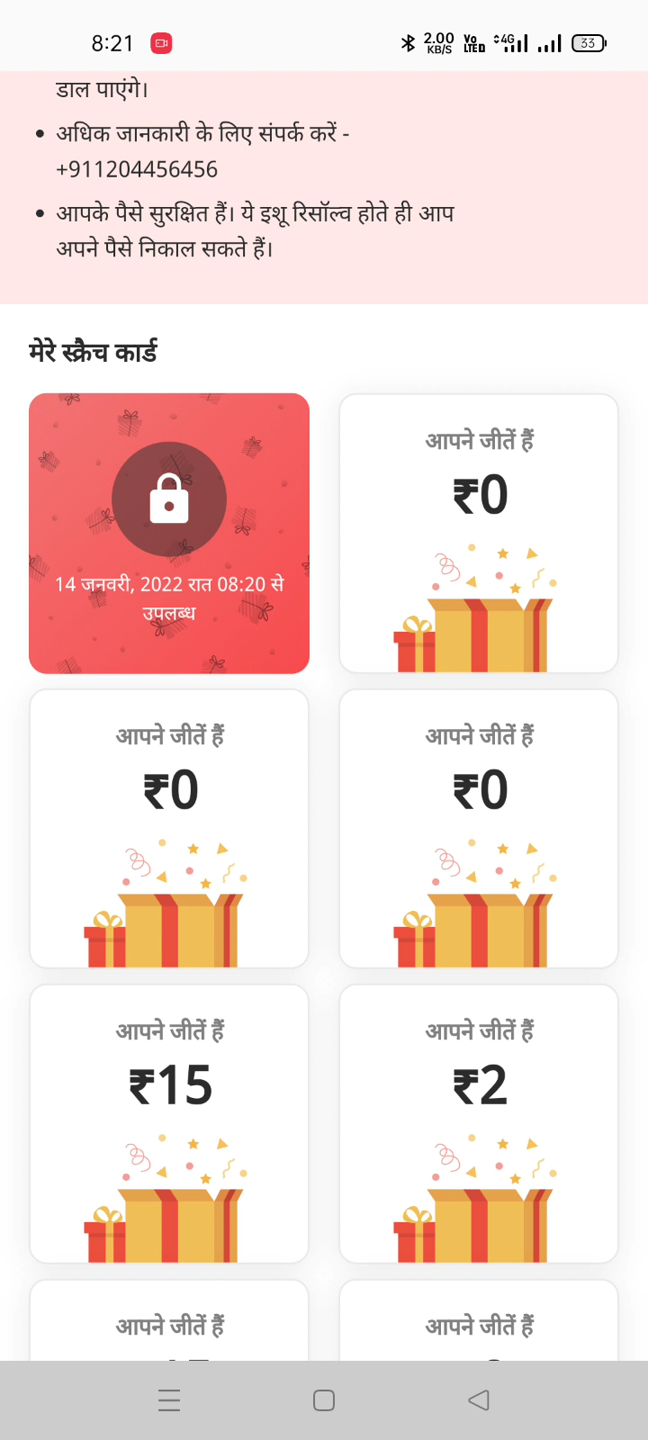 8:21
2.00
KB/S
Vo
LTE
4G
33
डाल पाएंगे।
• अधिक जानकारी के लिए संपर्क करें -
+911204456456
• आपके पैसे सुरक्षित हैं। ये इशू रिसॉल्व होते ही आप
अपने पैसे निकाल सकते हैं।
मेरे स्क्रैच कार्ड
14 जनवरी, 2022 रात 08:20 से
उपलब्ध
आपने जीतें हैं
₹0
आपने जीतें हैं
₹0
आपने जीतें हैं
₹0
आपने जीतें हैं
₹15
आपने जीतें हैं
₹2
आपने जीतें हैं
आपने जीतें हैं